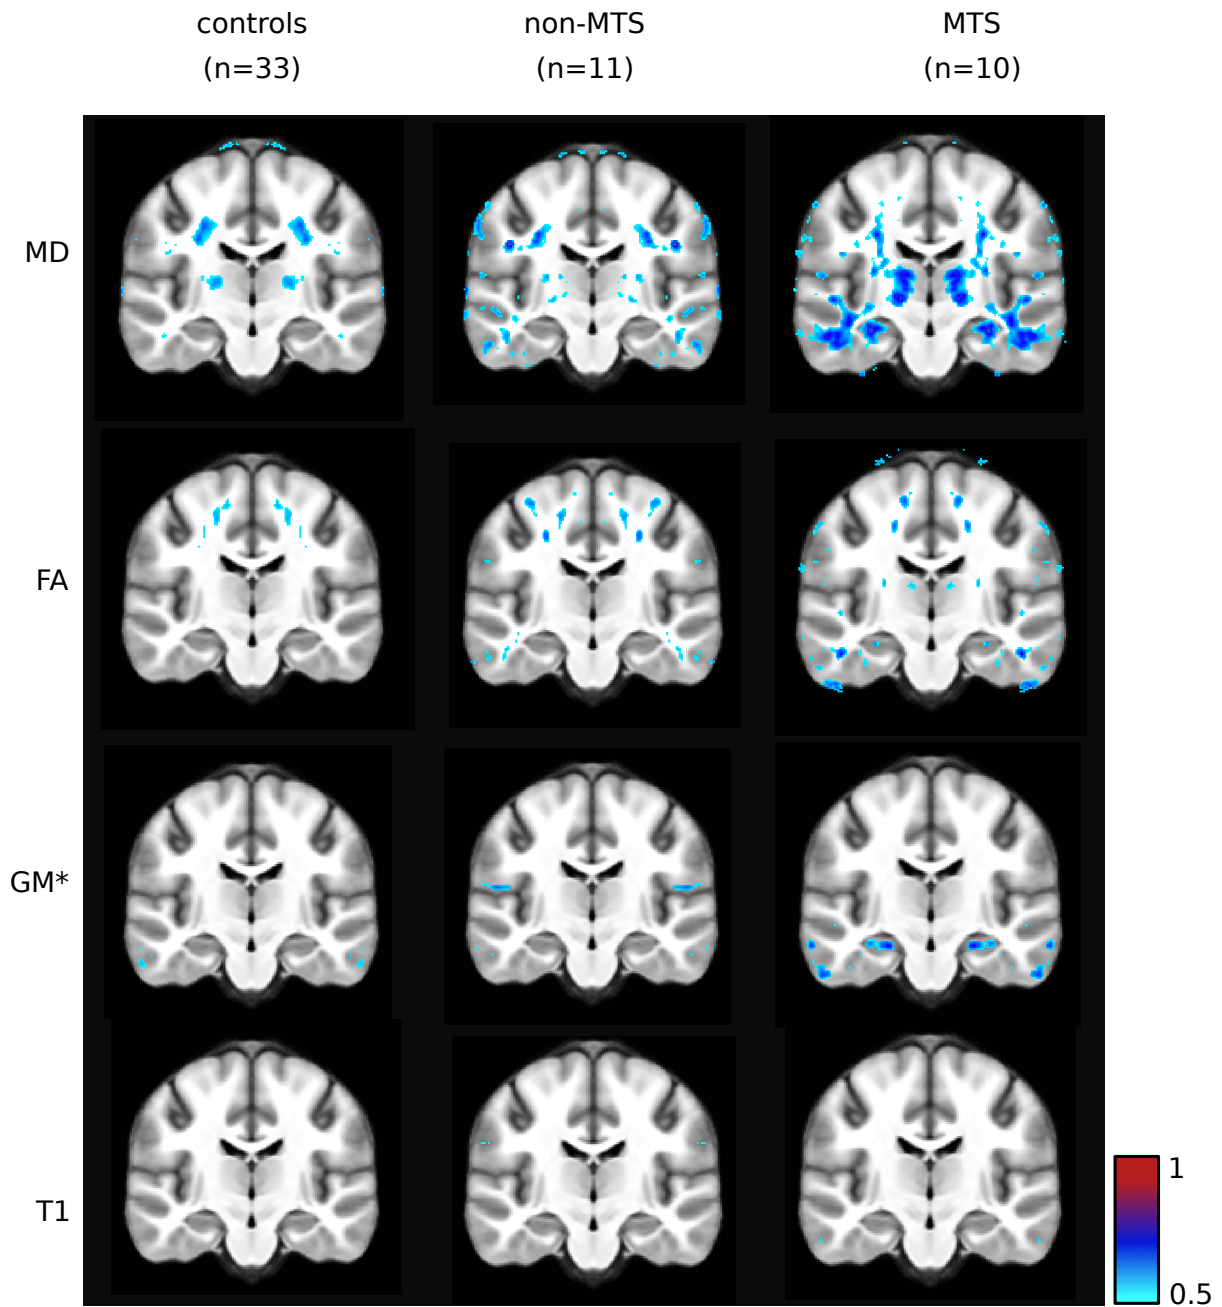 controls non-MTS MTS
(n=33) (n=11) (n=10)
MD
FA
GM*
T1
1
0.5